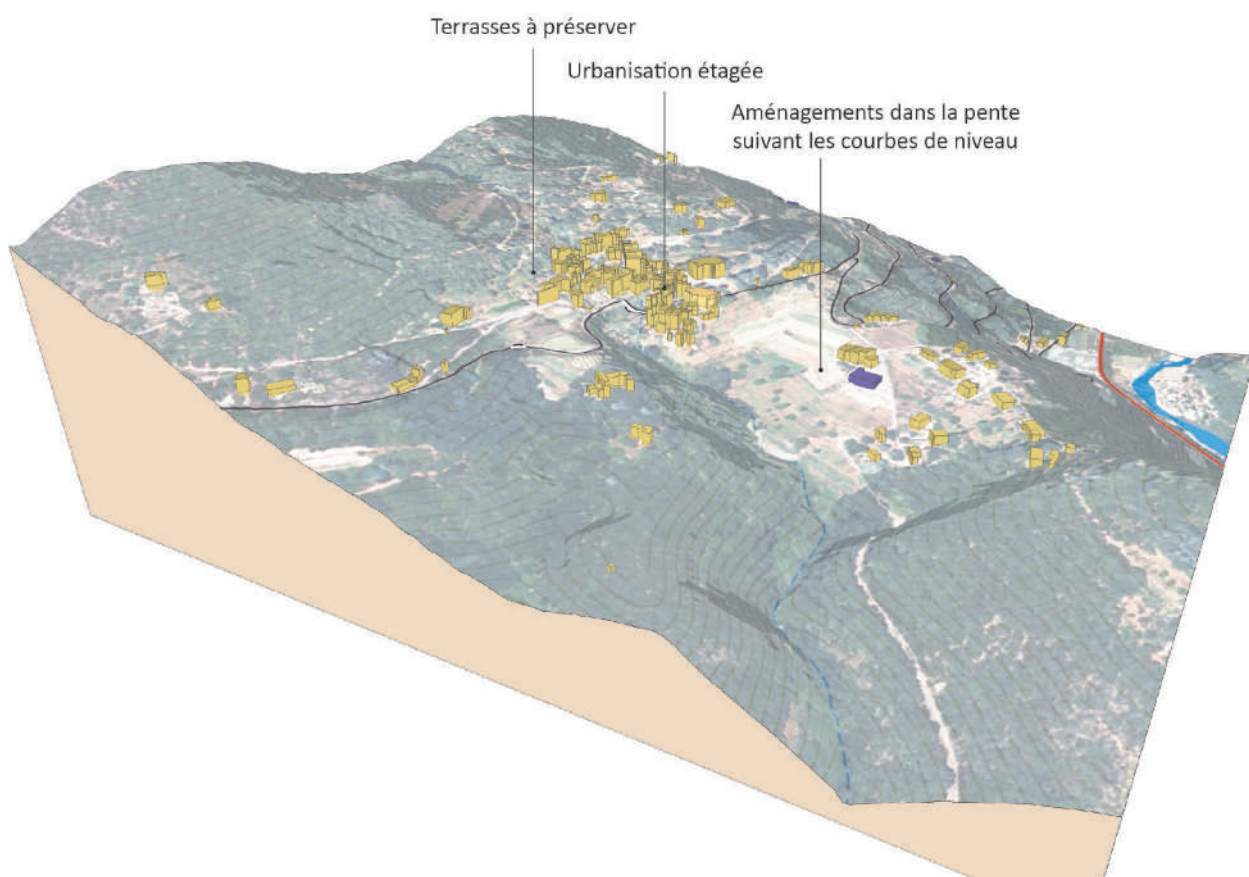 Terrasses à préserver
Urbanisation étagée
Aménagements dans la pente
suivant les courbes de niveau